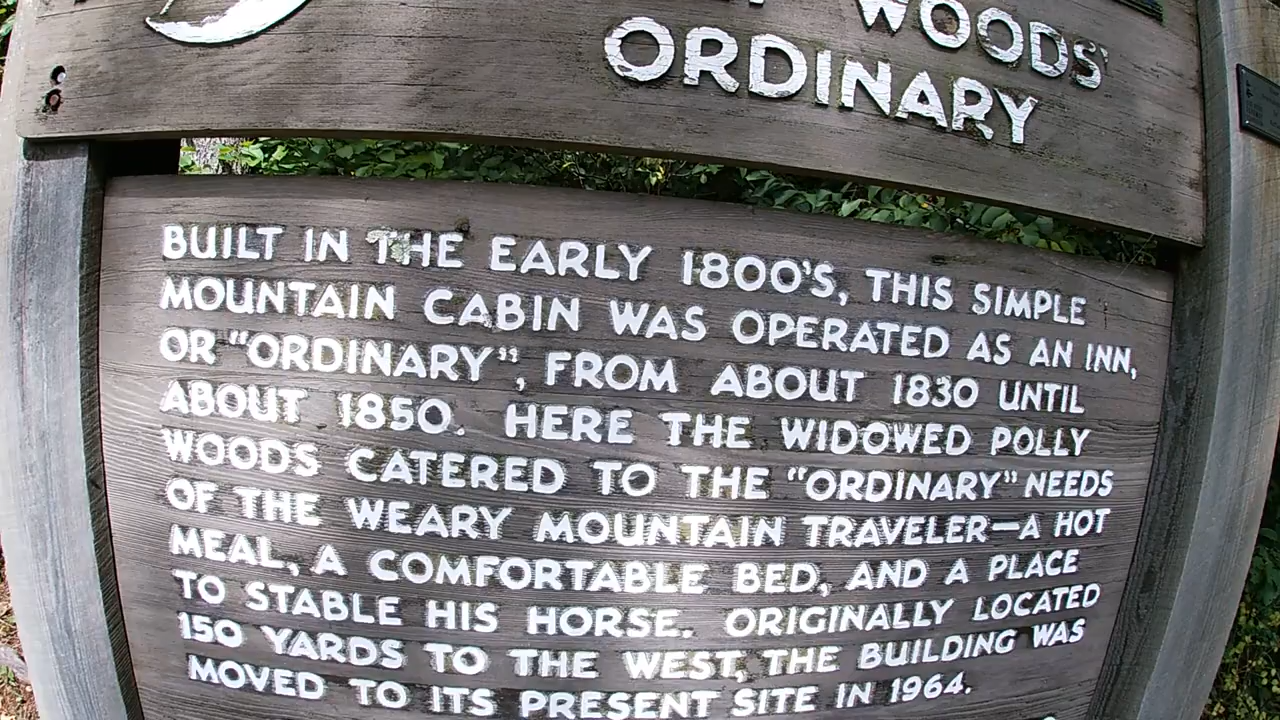 WOODS'
ORDINARY
BUILT IN THE EARLY 1800'S, THIS SIMPLE
MOUNTAIN CABIN WAS OPERATED AS AN INN,
OR "ORDINARY", FROM ABOUT 1830 UNTIL
ABOUT 1850. HERE THE WIDOWED POLLY
WOODS CATERED TO THE "ORDINARY" NEEDS
OF THE WEARY MOUNTAIN TRAVELER—A HOT
MEAL, A COMFORTABLE BED, AND A PLACE
TO STABLE HIS HORSE. ORIGINALLY LOCATED
150 YARDS TO THE WEST, THE BUILDING WAS
MOVED TO ITS PRESENT SITE IN 1964.